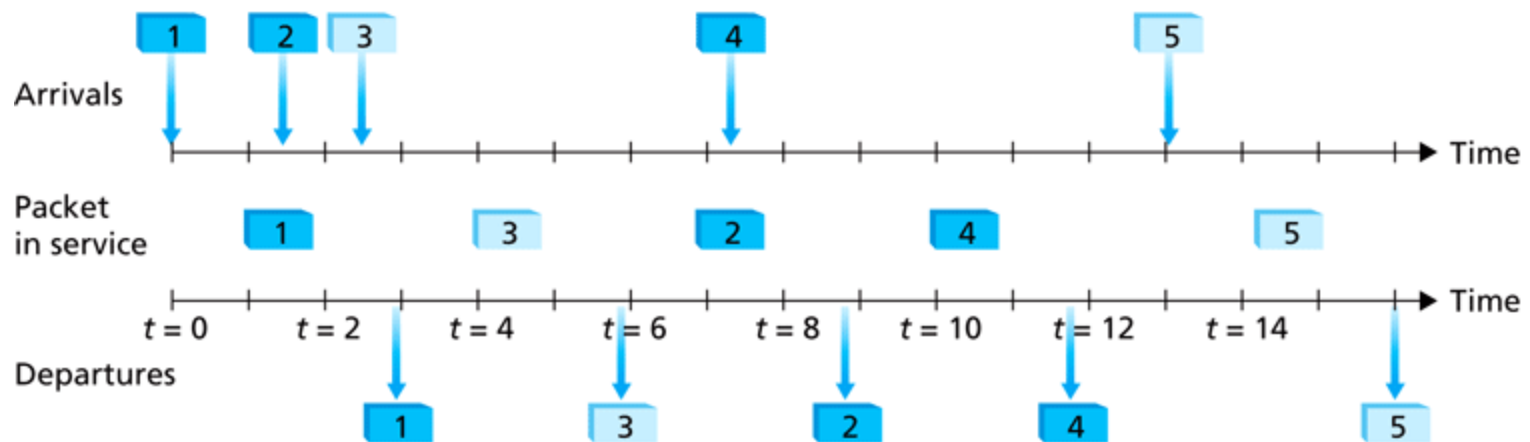 1 2 3 4 5
Arrivals
Time
Packet
in service
1 3 2 4 5
Time
t = 0 t = 2 t = 4 t = 6 t = 8 t = 10 t = 12 t = 14
Departures
1 3 2 4 5